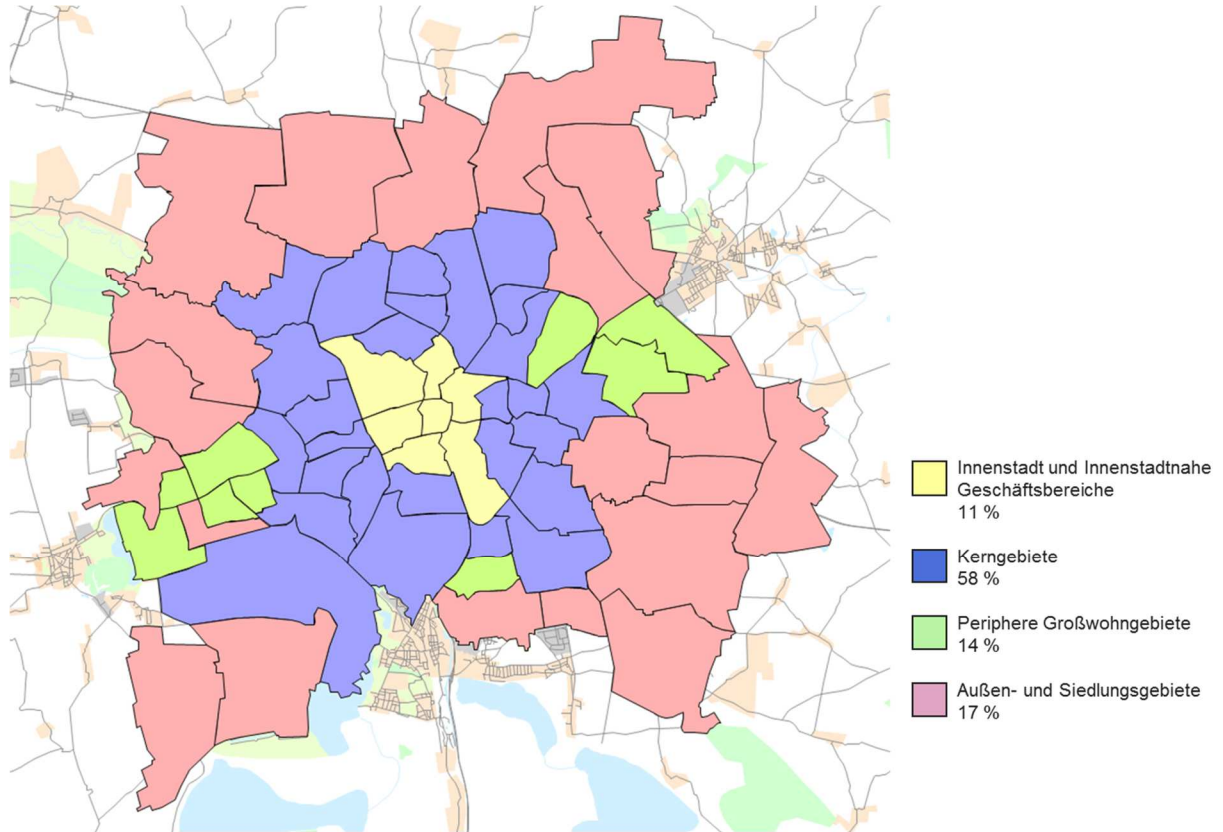 Innenstadt und Innenstadtnahe
Geschäftsbereiche
11 %
Kerngebiete
58 %
Periphere Großwohngebiete
14 %
Außen- und Siedlungsgebiete
17 %